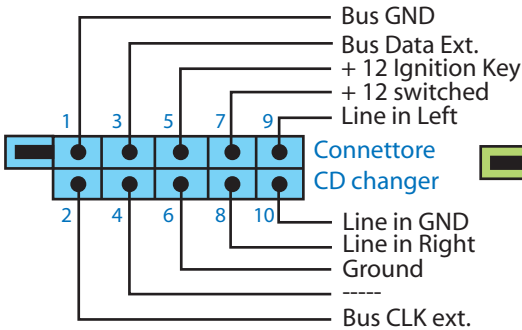 Bus GND
Bus Data Ext.
+ 12 Ignition Key
+ 12 switched
Line in Left
1 3 5 7 9
Connettore
CD changer
2 4 6 8 10
Line in GND
Line in Right
Ground
-----
Bus CLK ext.